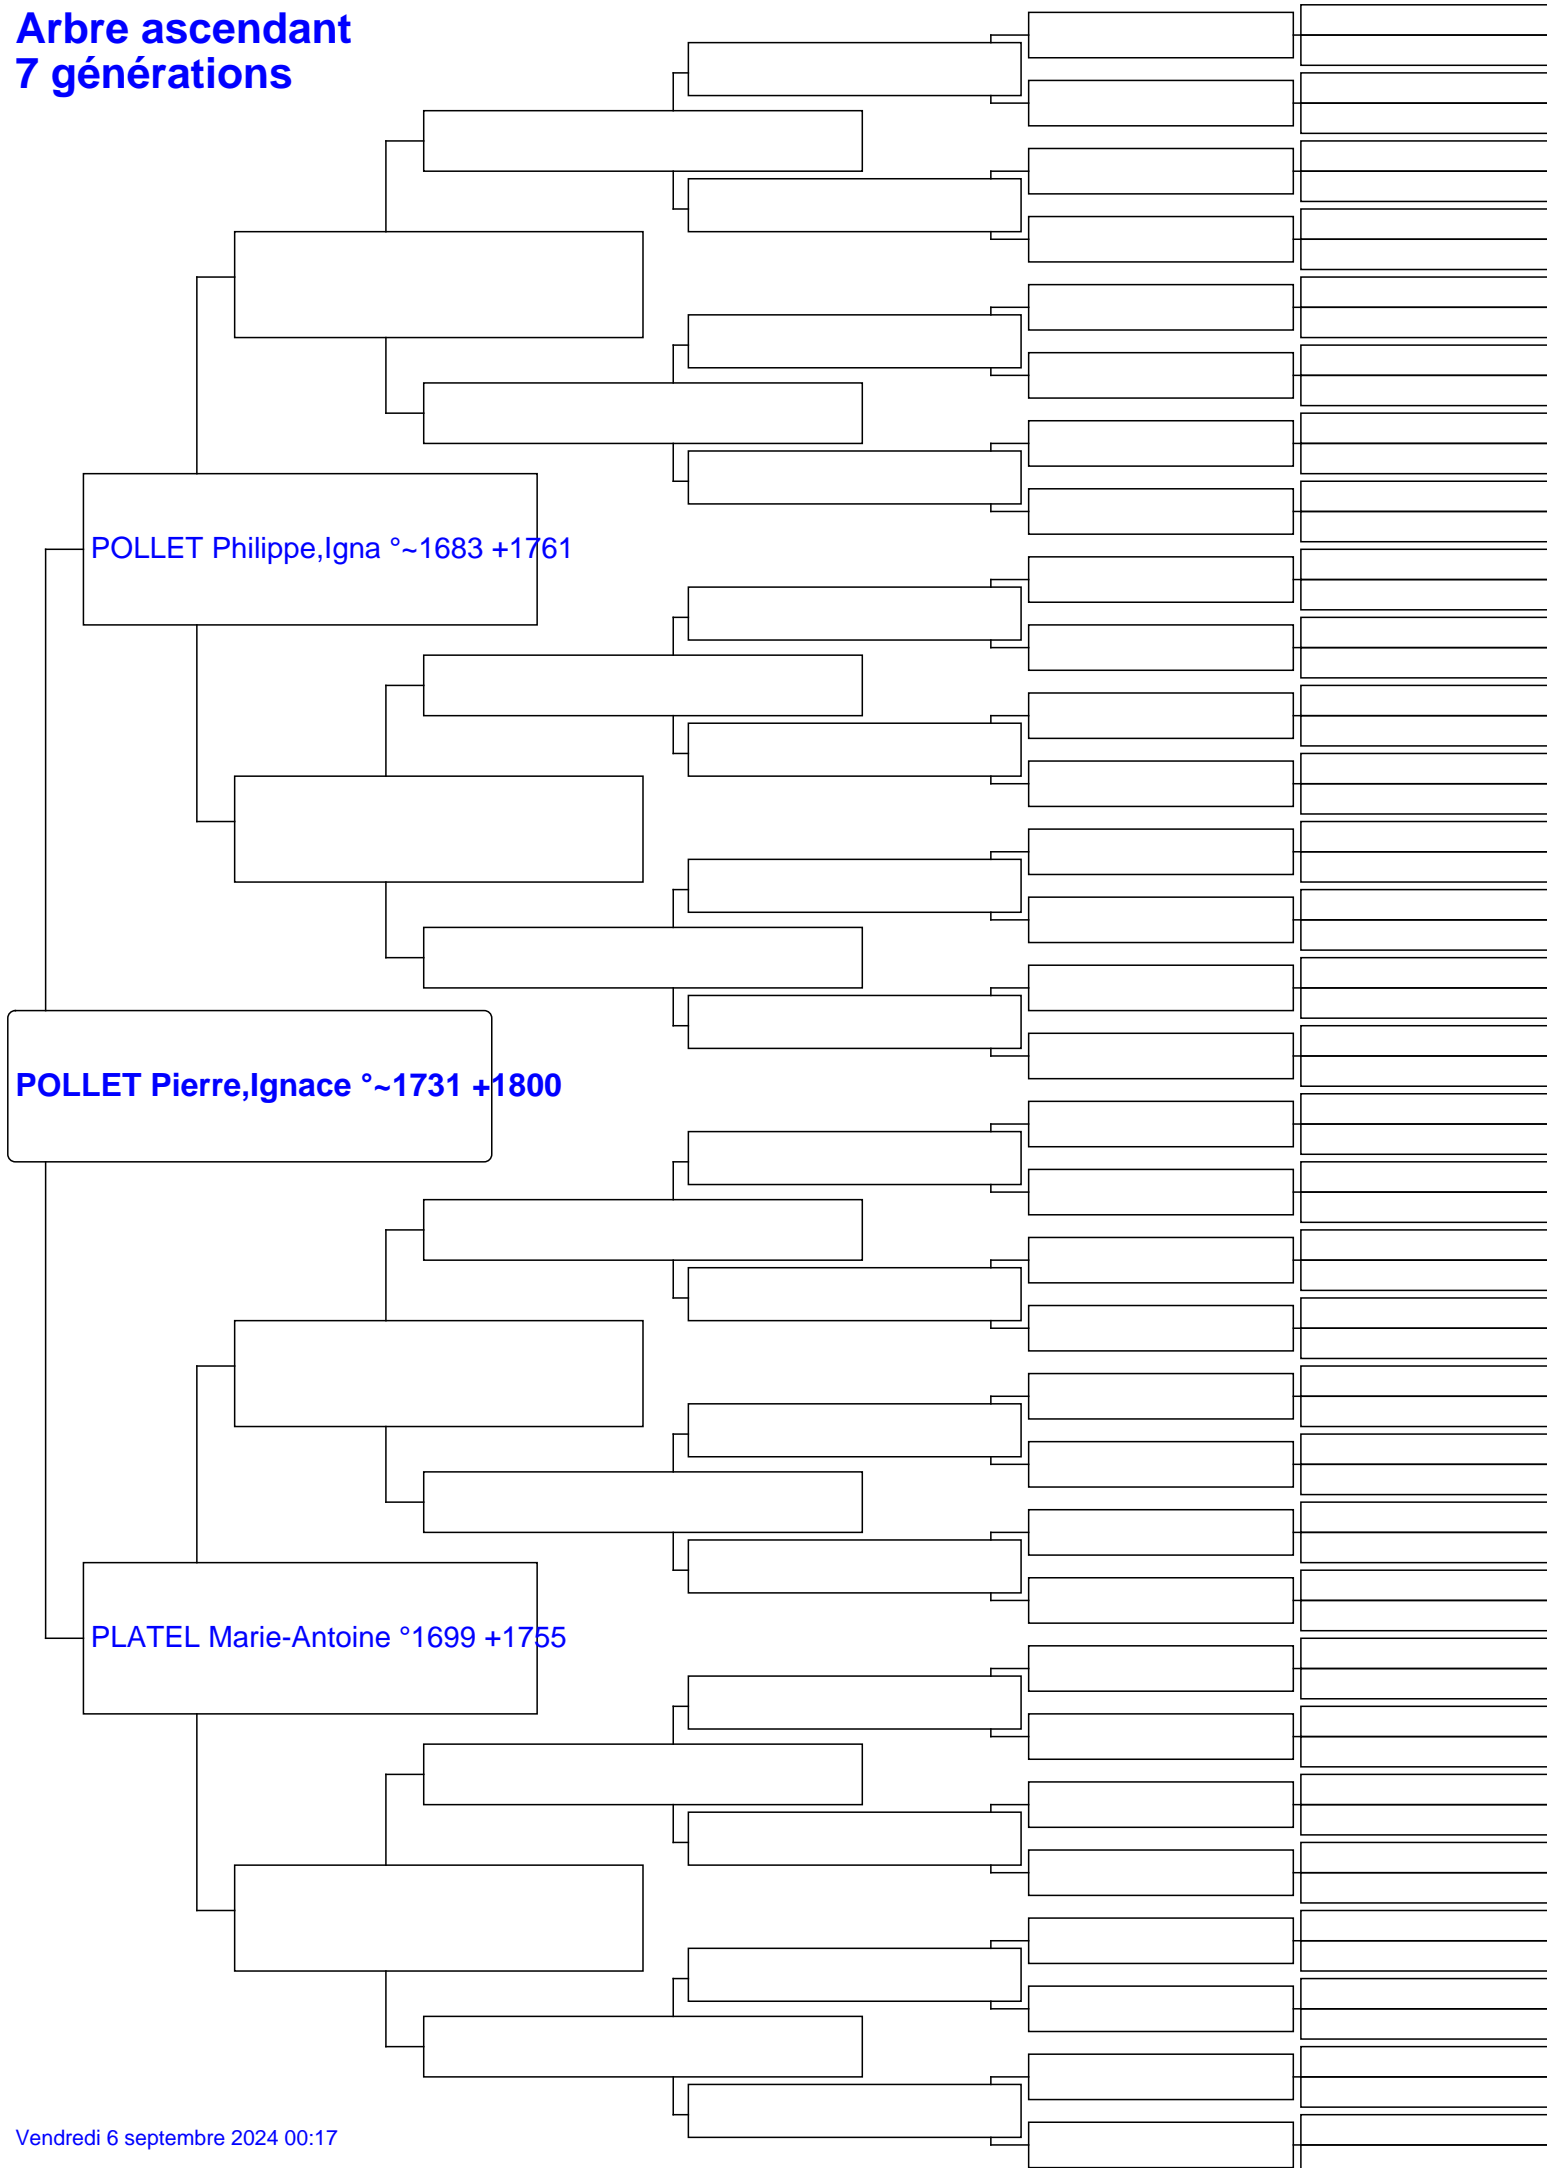 Arbre ascendant
7 générations
POLLET Philippe,Igna °~1683 +1761
POLLET Pierre,Ignace °~1731 +1800
PLATEL Marie-Antoine °1699 +1755
Vendredi 6 septembre 2024 00:17